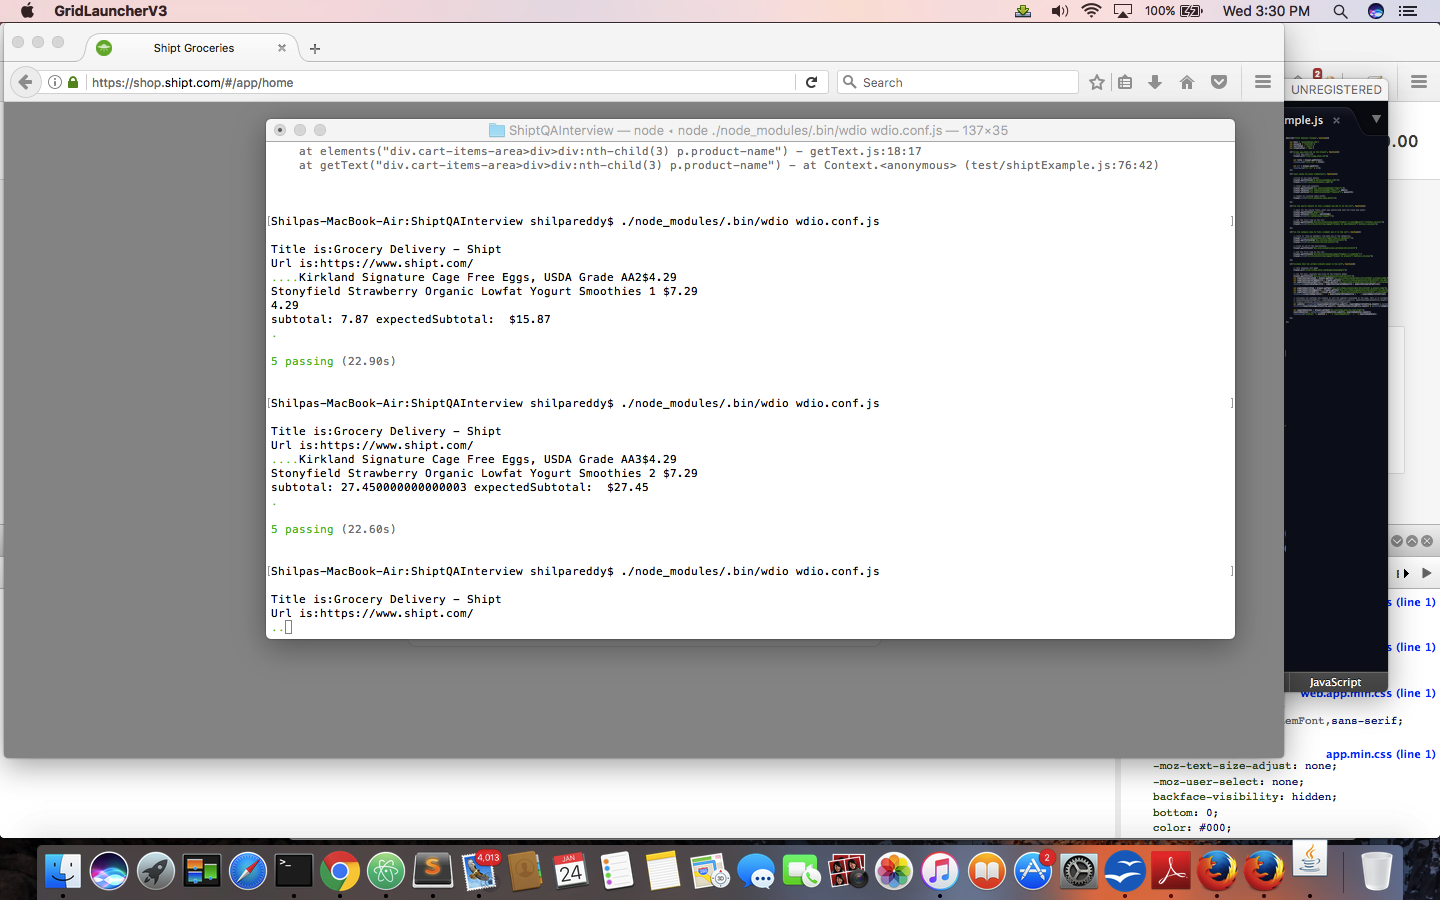 GridLauncherV3
100%
Wed 3:30 PM
Shipt Groceries
https://shop.shipt.com/#/app/home
Search
2
UNREGISTERED
mple.js
0.00
ShiptQAInterview — node ◂ node ./node_modules/.bin/wdio wdio.conf.js — 137×35
at elements("div.cart-items-area>div>div:nth-child(3) p.product-name") - getText.js:18:17
at getText("div.cart-items-area>div>div:nth-child(3) p.product-name") - at Context.<anonymous> (test/shiptExample.js:76:42)
[Shilpas-MacBook-Air:ShiptQAInterview shilpareddy$ ./node_modules/.bin/wdio wdio.conf.js ]
Title is:Grocery Delivery - Shipt
Url is:https://www.shipt.com/
....Kirkland Signature Cage Free Eggs, USDA Grade AA2$4.29
Stonyfield Strawberry Organic Lowfat Yogurt Smoothies 1 $7.29
4.29
subtotal: 7.87 expectedSubtotal:  $15.87
.
5 passing (22.90s)
[Shilpas-MacBook-Air:ShiptQAInterview shilpareddy$ ./node_modules/.bin/wdio wdio.conf.js ]
Title is:Grocery Delivery - Shipt
Url is:https://www.shipt.com/
....Kirkland Signature Cage Free Eggs, USDA Grade AA3$4.29
Stonyfield Strawberry Organic Lowfat Yogurt Smoothies 2 $7.29
subtotal: 27.450000000000003 expectedSubtotal:  $27.45
.
5 passing (22.60s)
[Shilpas-MacBook-Air:ShiptQAInterview shilpareddy$ ./node_modules/.bin/wdio wdio.conf.js ]
Title is:Grocery Delivery - Shipt
Url is:https://www.shipt.com/
..
s (line 1)
s (line 1)
JavaScript
web.app.min.css (line 1)
emFont,sans-serif;
app.min.css (line 1)
-moz-text-size-adjust: none;
-moz-user-select: none;
backface-visibility: hidden;
bottom: 0;
color: #000;
4,013
JAN
24
2